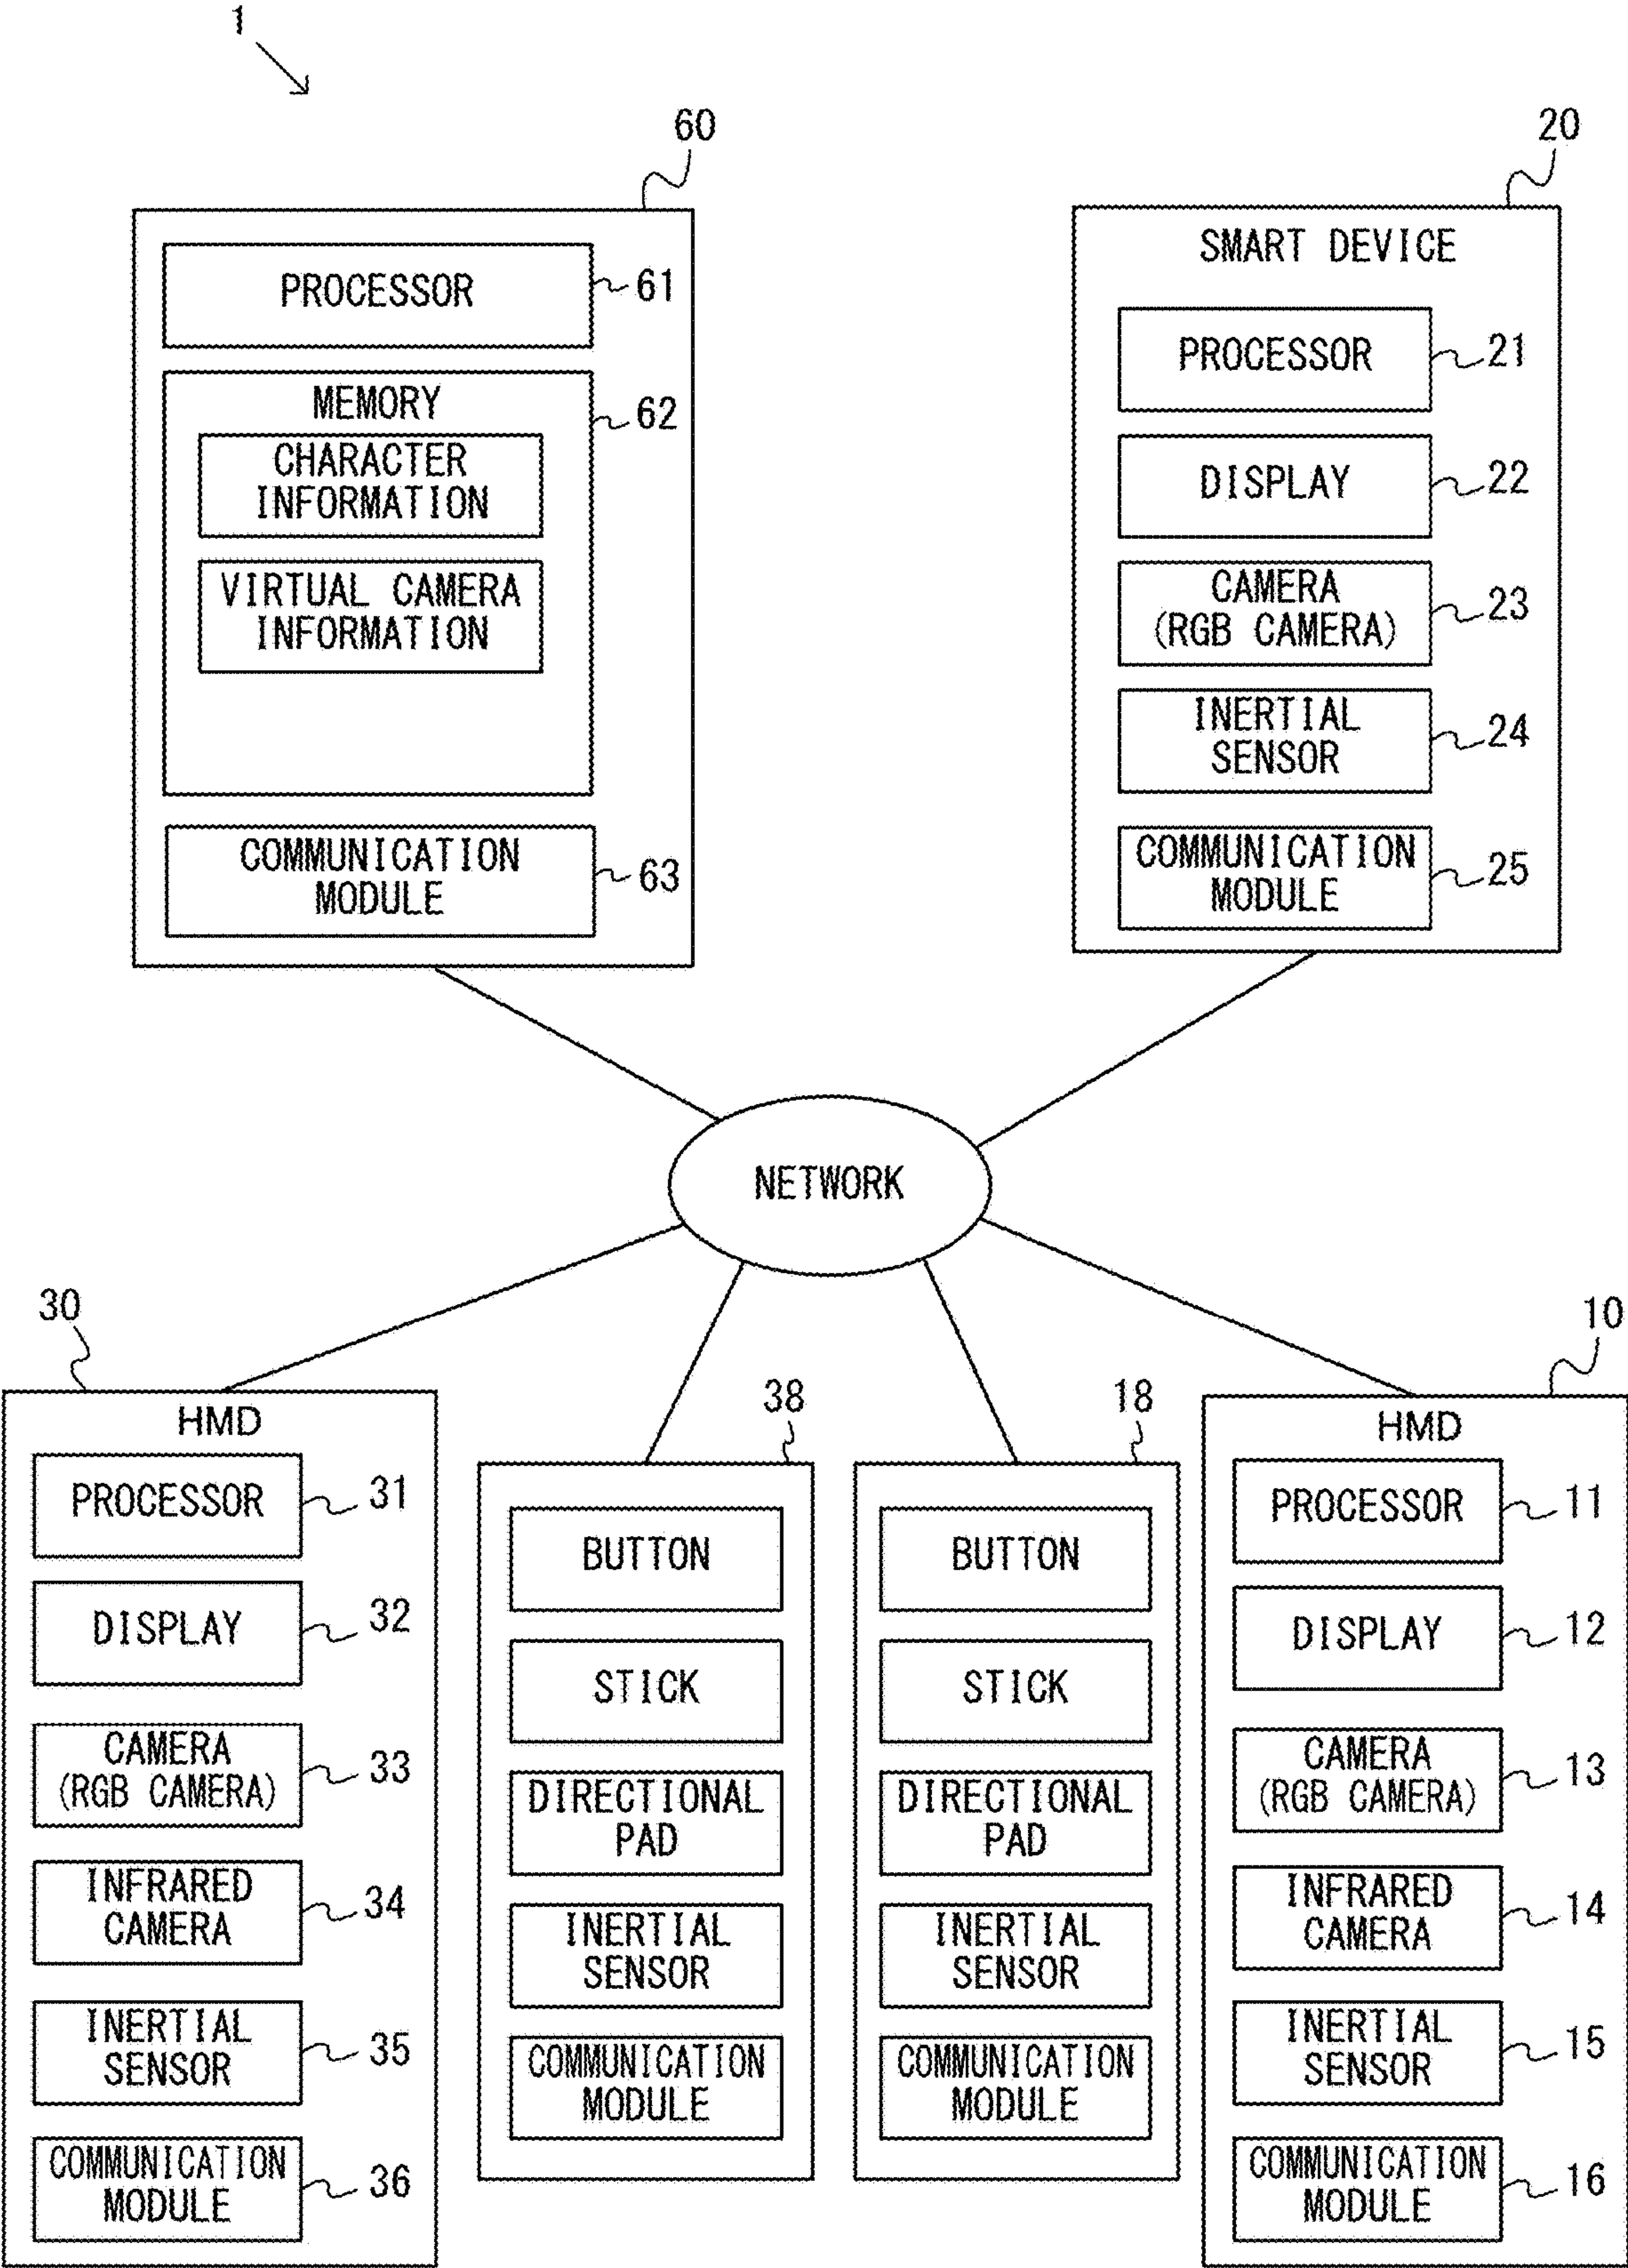 1
60
PROCESSOR
61
MEMORY
62
CHARACTER
INFORMATION
VIRTUAL CAMERA
INFORMATION
COMMUNICATION
MODULE
63
20
SMART DEVICE
PROCESSOR
21
DISPLAY
22
CAMERA
(RGB CAMERA)
23
INERTIAL
SENSOR
24
COMMUNICATION
MODULE
25
NETWORK
30
HMD
PROCESSOR
31
DISPLAY
32
CAMERA
(RGB CAMERA)
33
INFRARED
CAMERA
34
INERTIAL
SENSOR
35
COMMUNICATION
MODULE
36
38
BUTTON
STICK
DIRECTIONAL
PAD
INERTIAL
SENSOR
COMMUNICATION
MODULE
18
BUTTON
STICK
DIRECTIONAL
PAD
INERTIAL
SENSOR
COMMUNICATION
MODULE
10
HMD
PROCESSOR
11
DISPLAY
12
CAMERA
(RGB CAMERA)
13
INFRARED
CAMERA
14
INERTIAL
SENSOR
15
COMMUNICATION
MODULE
16